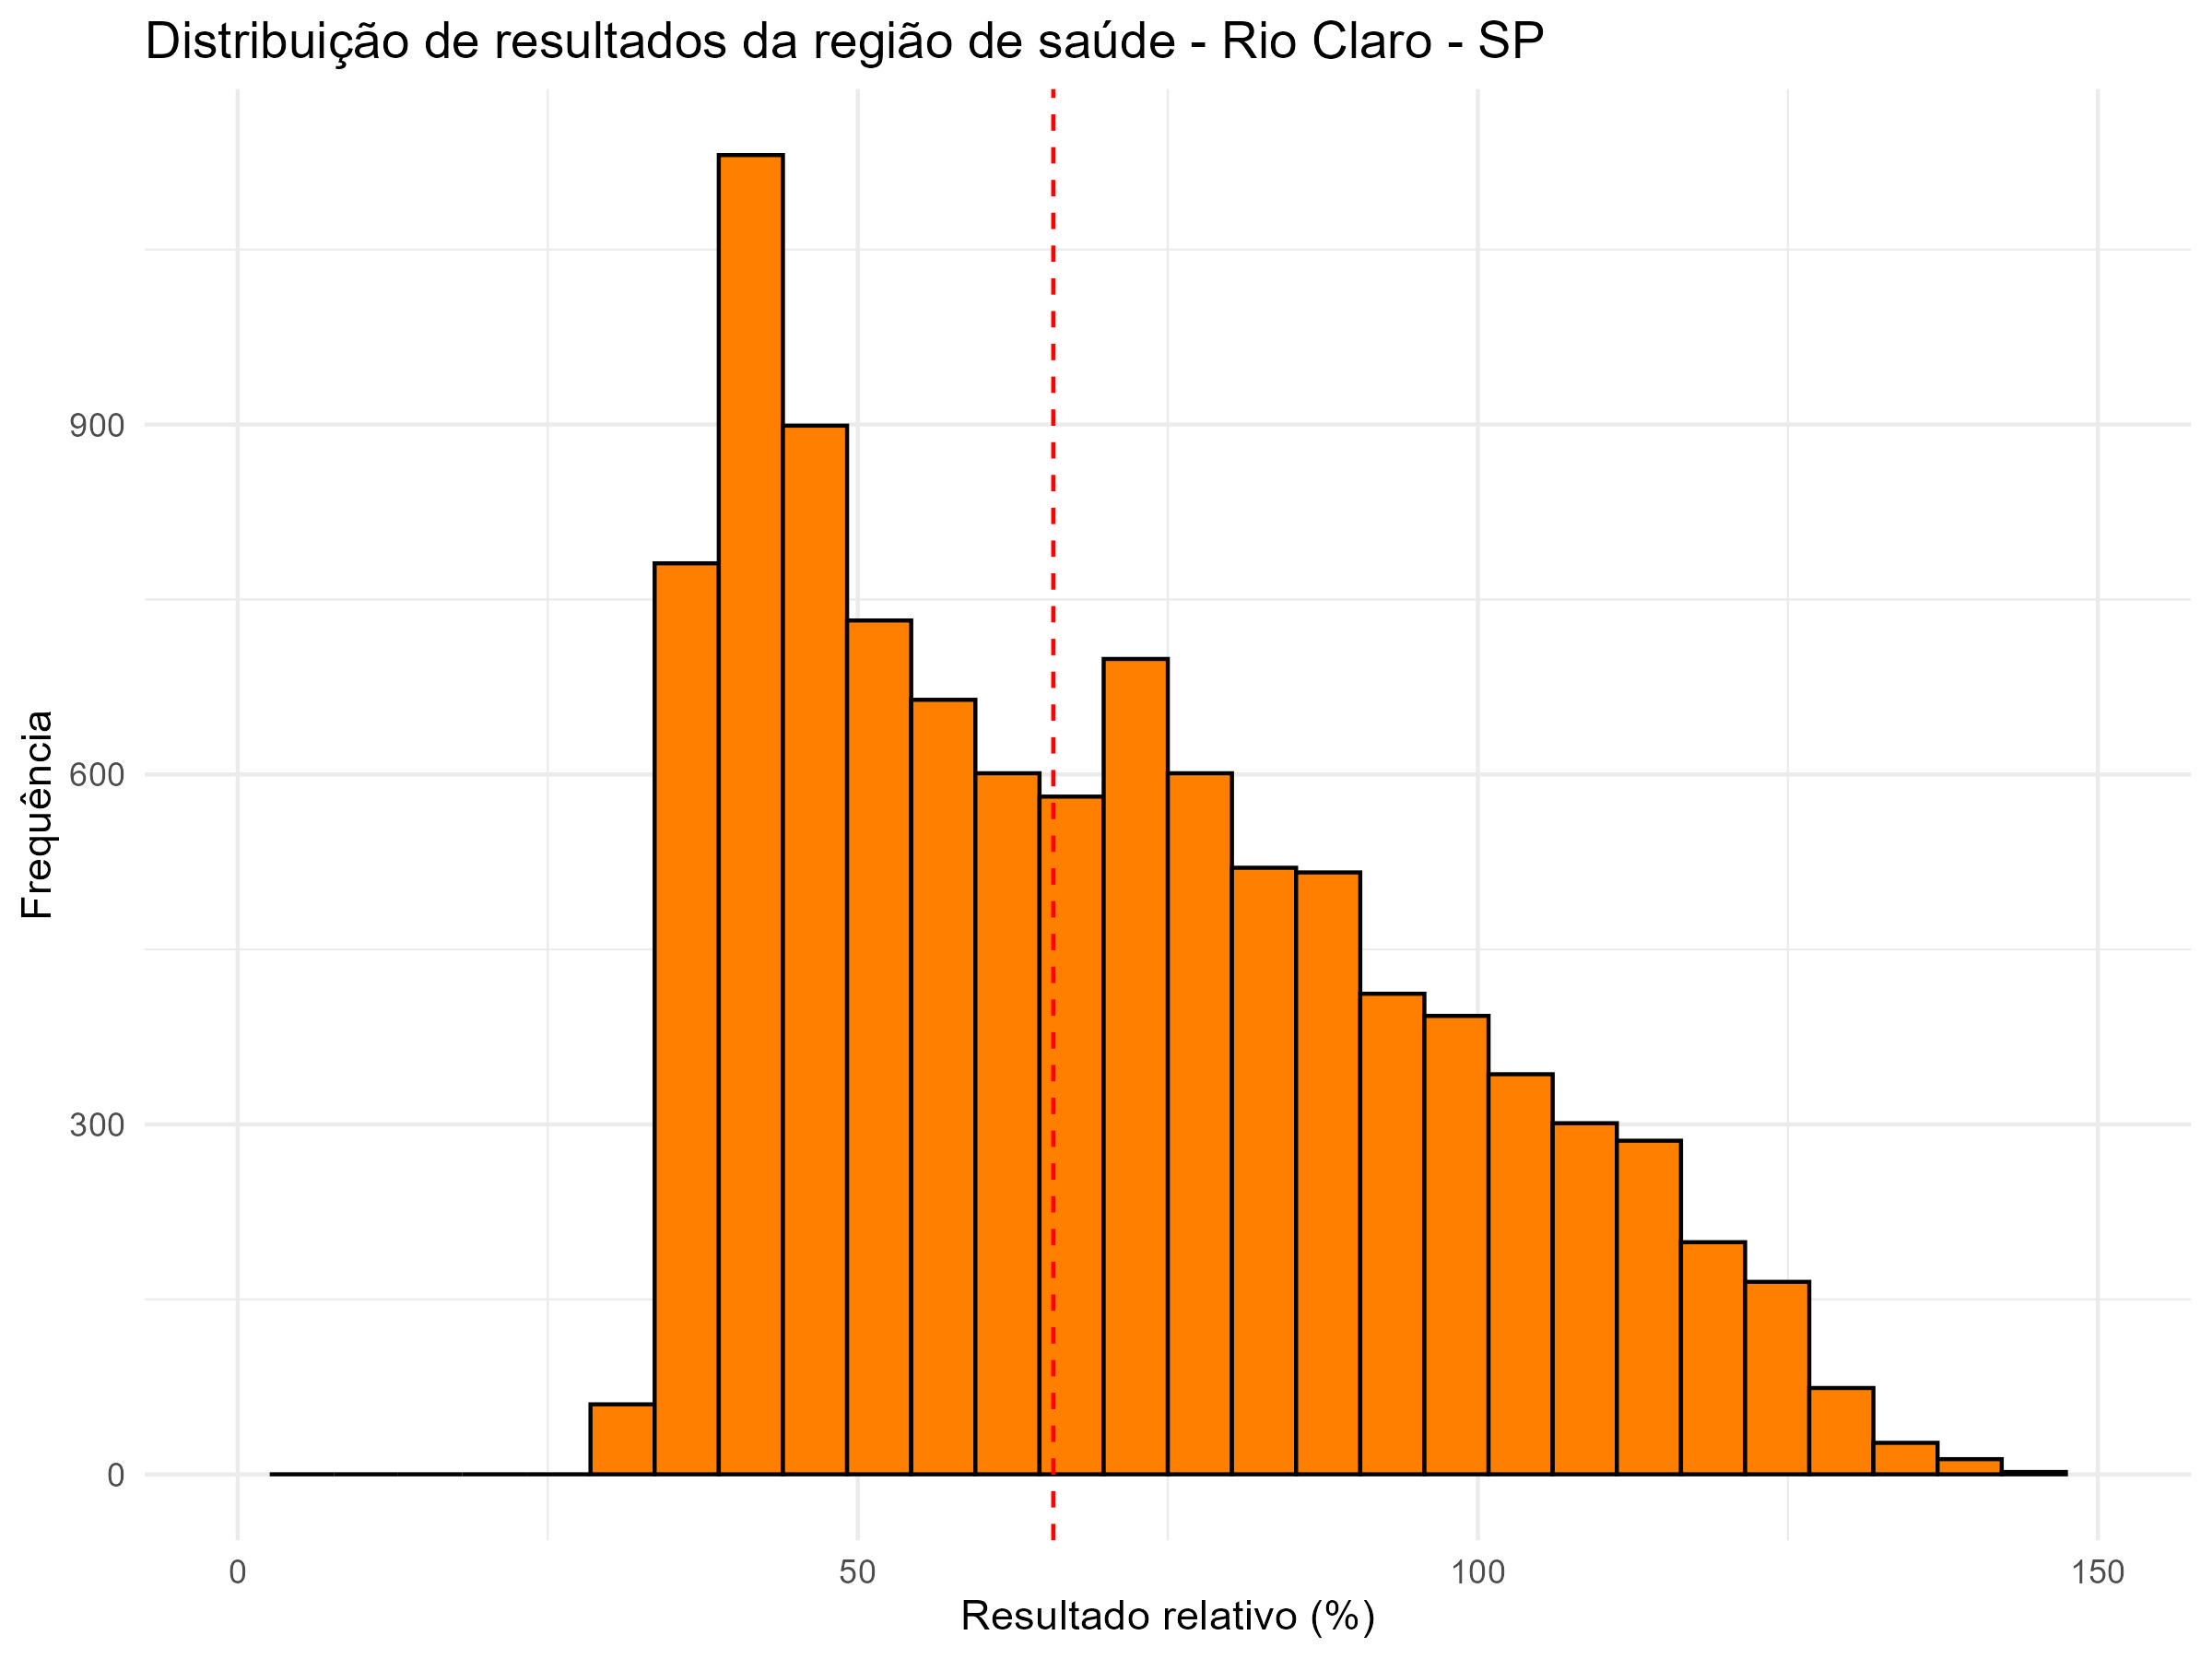 Distribuição de resultados da região de saúde - Rio Claro - SP
Frequência
900
600
300
0
0 50 100 150
Resultado relativo (%)